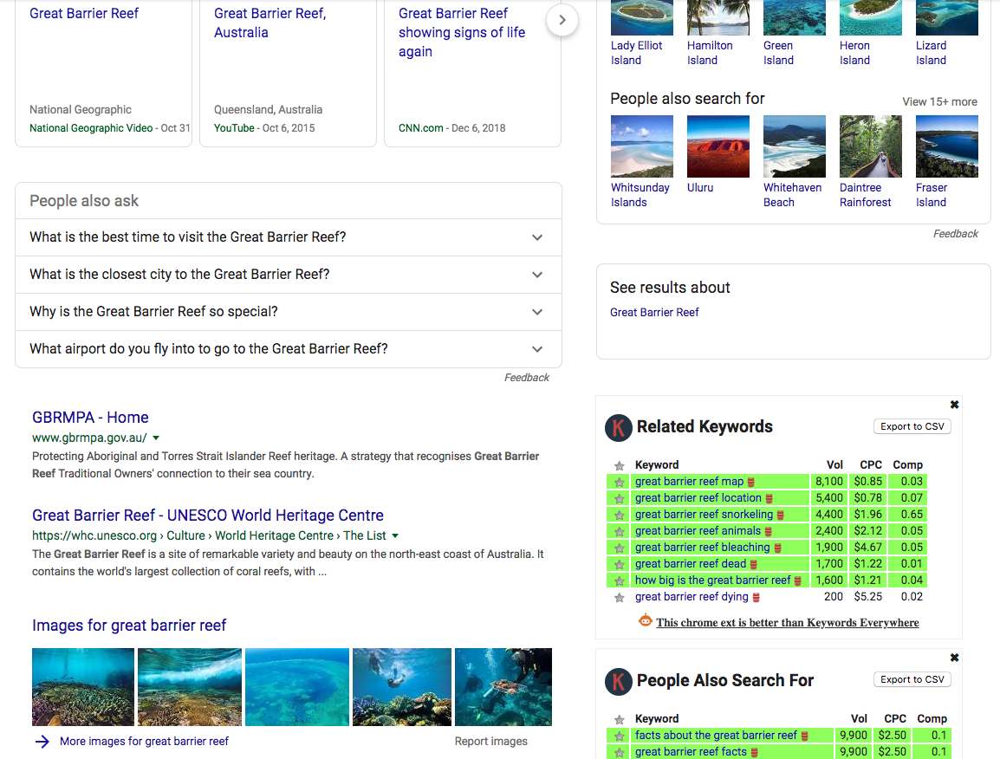 Great Barrier Reef
National Geographic
National Geographic Video - Oct 31
Great Barrier Reef,
Australia
Queensland, Australia
YouTube - Oct 6, 2015
Great Barrier Reef
showing signs of life
again
CNN.com - Dec 6, 2018
People also ask
What is the best time to visit the Great Barrier Reef?
What is the closest city to the Great Barrier Reef?
Why is the Great Barrier Reef so special?
What airport do you fly into to go to the Great Barrier Reef?
Feedback
GBRMPA - Home
www.gbrmpa.gov.au/
Protecting Aboriginal and Torres Strait Islander Reef heritage. A strategy that recognises Great Barrier
Reef Traditional Owners' connection to their sea country.
Great Barrier Reef - UNESCO World Heritage Centre
https://whc.unesco.org › Culture › World Heritage Centre › The List
The Great Barrier Reef is a site of remarkable variety and beauty on the north-east coast of Australia. It
contains the world's largest collection of coral reefs, with ...
Images for great barrier reef
More images for great barrier reef
Report images
Lady Elliot
Island
Hamilton
Island
Green
Island
Heron
Island
Lizard
Island
People also search for
View 15+ more
Whitsunday
Islands
Uluru
Whitehaven
Beach
Daintree
Rainforest
Fraser
Island
Feedback
See results about
Great Barrier Reef
K Related Keywords
Export to CSV
Keyword Vol CPC Comp
great barrier reef map 8,100 $0.85 0.03
great barrier reef location 5,400 $0.78 0.07
great barrier reef snorkeling 4,400 $1.96 0.65
great barrier reef animals 2,400 $2.12 0.05
great barrier reef bleaching 1,900 $4.67 0.05
great barrier reef dead 1,700 $1.22 0.01
how big is the great barrier reef 1,600 $1.21 0.04
great barrier reef dying 200 $5.25 0.02
This chrome ext is better than Keywords Everywhere
K People Also Search For
Export to CSV
Keyword Vol CPC Comp
facts about the great barrier reef 9,900 $2.50 0.1
great barrier reef facts 9,900 $2.50 0.1